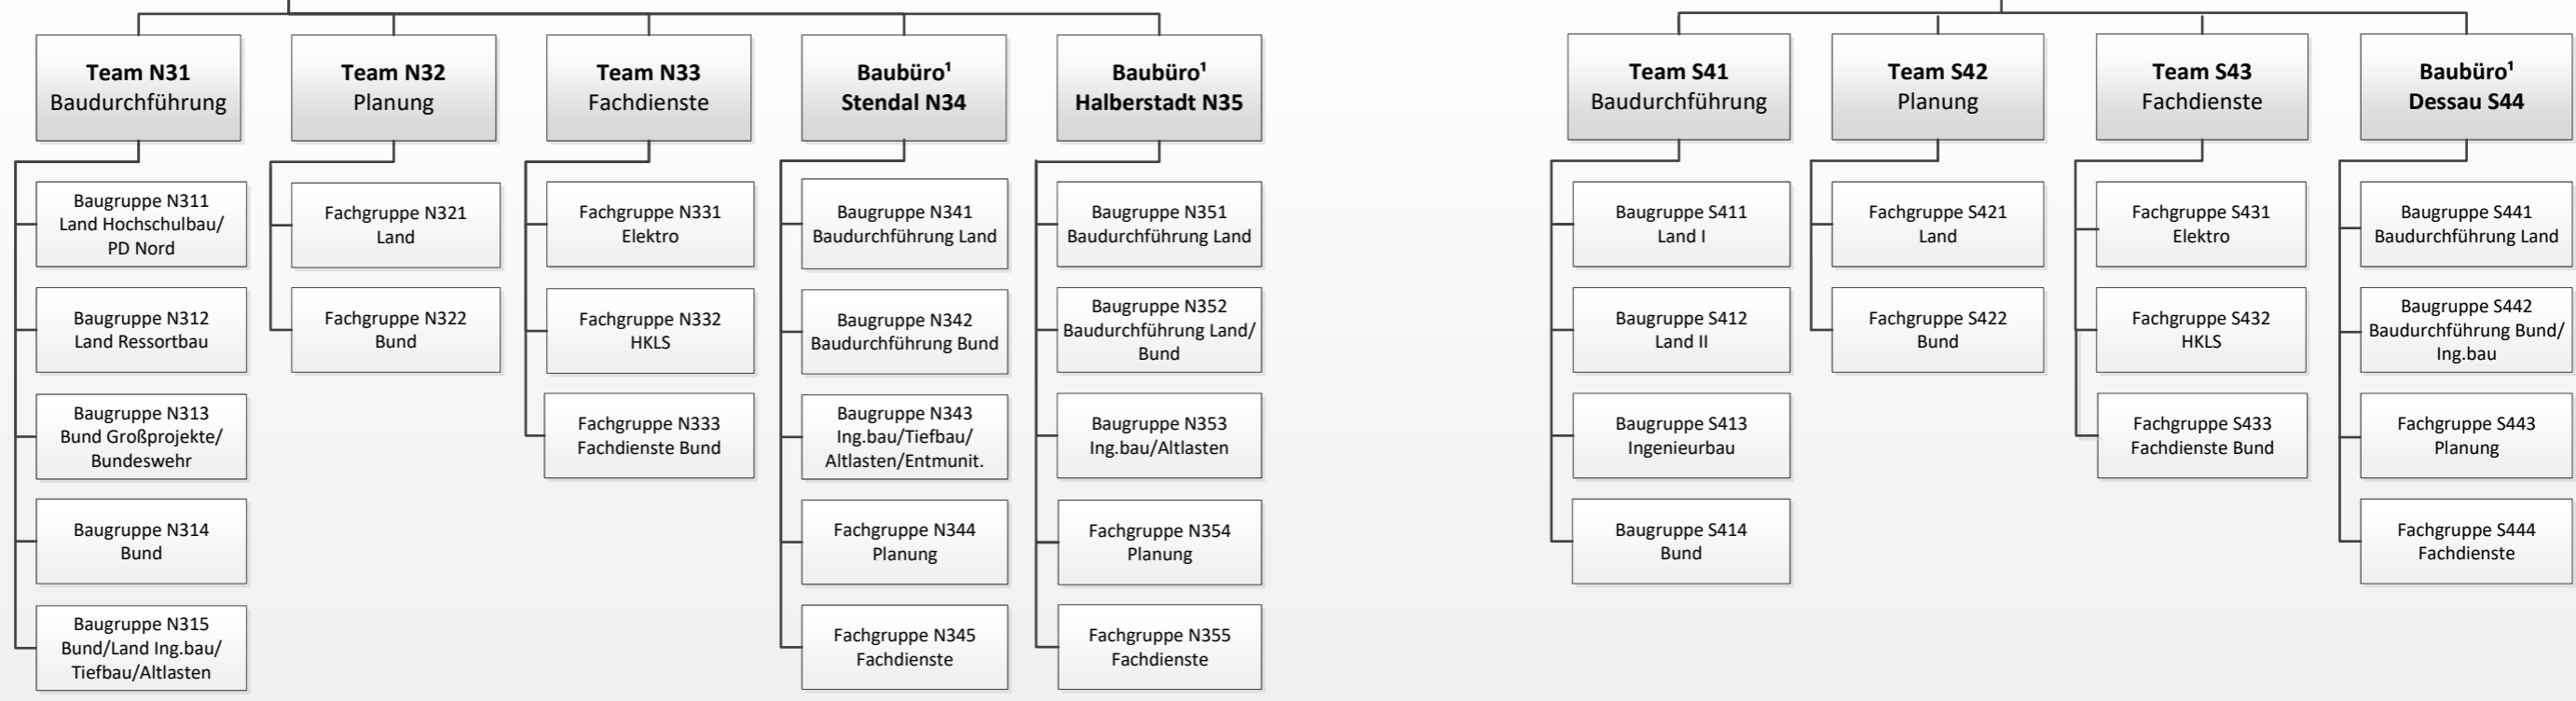 Team N31
Baudurchführung
Baugruppe N311
Land Hochschulbau/
PD Nord
Baugruppe N312
Land Ressortbau
Baugruppe N313
Bund Großprojekte/
Bundeswehr
Baugruppe N314
Bund
Baugruppe N315
Bund/Land Ing.bau/
Tiefbau/Altlasten
Team N32
Planung
Fachgruppe N321
Land
Fachgruppe N322
Bund
Team N33
Fachdienste
Fachgruppe N331
Elektro
Fachgruppe N332
HKLS
Fachgruppe N333
Fachdienste Bund
Baubüro¹
Stendal N34
Baugruppe N341
Baudurchführung Land
Baugruppe N342
Baudurchführung Bund
Baugruppe N343
Ing.bau/Tiefbau/
Altlasten/Entmunit.
Fachgruppe N344
Planung
Fachgruppe N345
Fachdienste
Baubüro¹
Halberstadt N35
Baugruppe N351
Baudurchführung Land
Baugruppe N352
Baudurchführung Land/
Bund
Baugruppe N353
Ing.bau/Altlasten
Fachgruppe N354
Planung
Fachgruppe N355
Fachdienste
Team S41
Baudurchführung
Baugruppe S411
Land I
Baugruppe S412
Land II
Baugruppe S413
Ingenieurbau
Baugruppe S414
Bund
Team S42
Planung
Fachgruppe S421
Land
Fachgruppe S422
Bund
Team S43
Fachdienste
Fachgruppe S431
Elektro
Fachgruppe S432
HKLS
Fachgruppe S433
Fachdienste Bund
Baubüro¹
Dessau S44
Baugruppe S441
Baudurchführung Land
Baugruppe S442
Baudurchführung Bund/
Ing.bau
Fachgruppe S443
Planung
Fachgruppe S444
Fachdienste